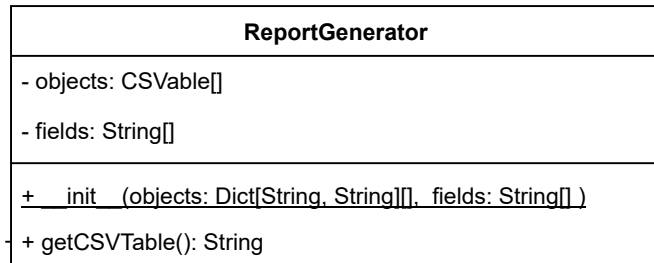 ReportGenerator
- objects: CSVable[]
- fields: String[]
+ __init__(objects: Dict[String, String][], fields: String[] )
+ getCSVTable(): String